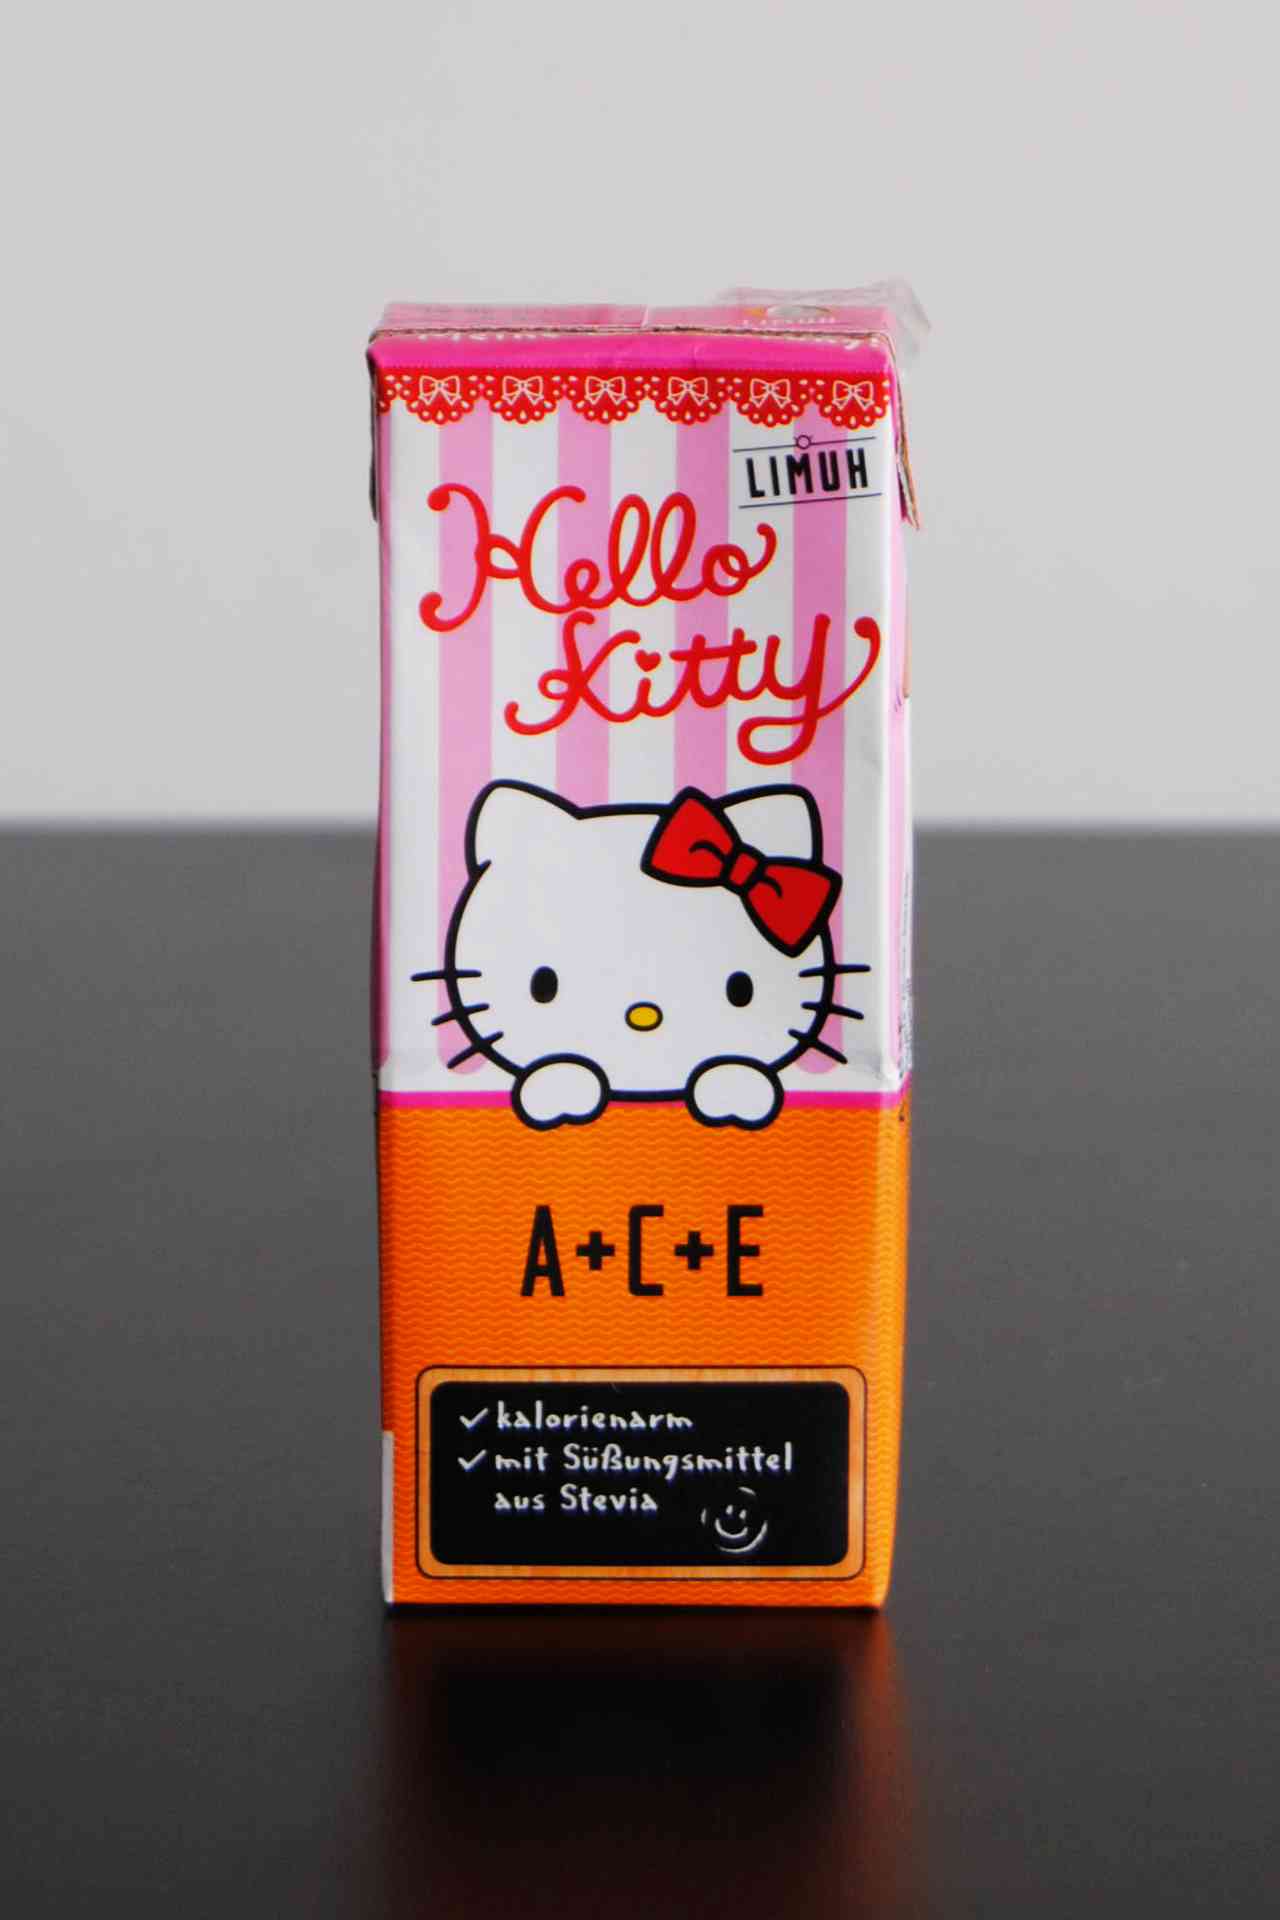 LIMUH
Hello
Kitty
A+C+E
✓ kalorienarm
✓ mit Süßungsmittel
aus Stevia